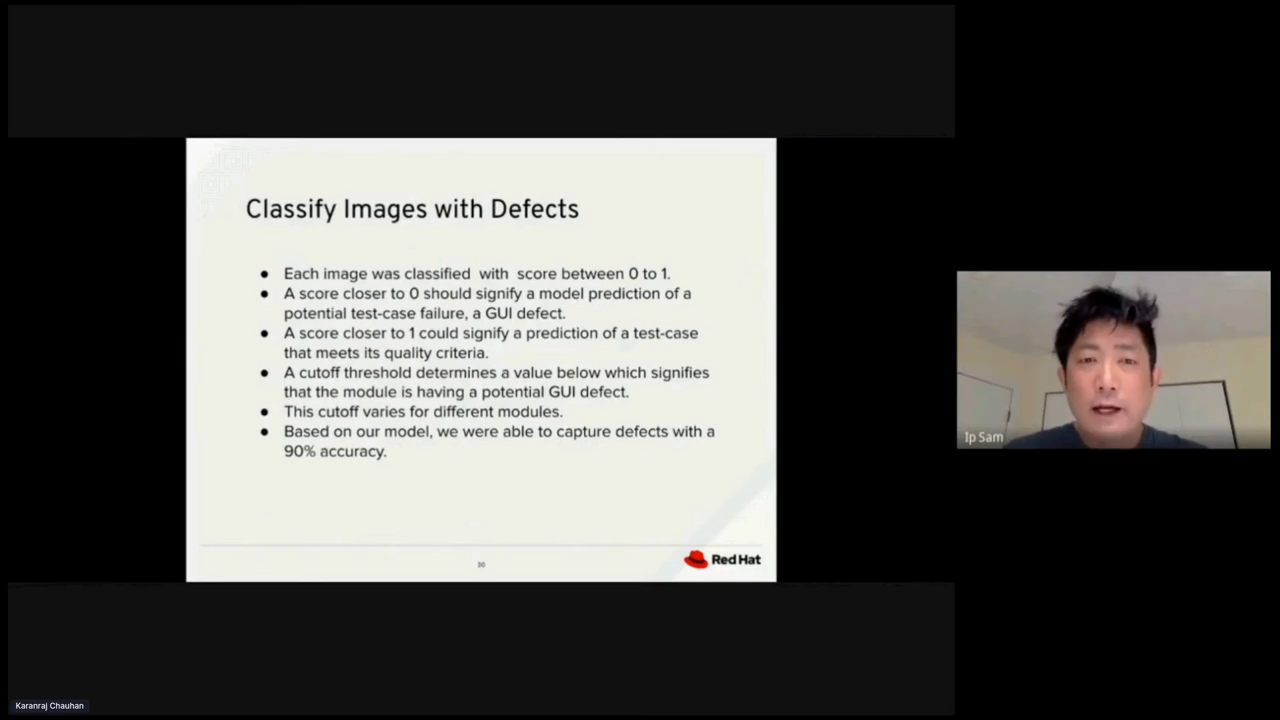 Classify Images with Defects
● Each image was classified with score between 0 to 1.
● A score closer to 0 should signify a model prediction of a
potential test-case failure, a GUI defect.
● A score closer to 1 could signify a prediction of a test-case
that meets its quality criteria.
● A cutoff threshold determines a value below which signifies
that the module is having a potential GUI defect.
● This cutoff varies for different modules.
● Based on our model, we were able to capture defects with a
90% accuracy.
30
Red Hat
Ip Sam
Karanraj Chauhan